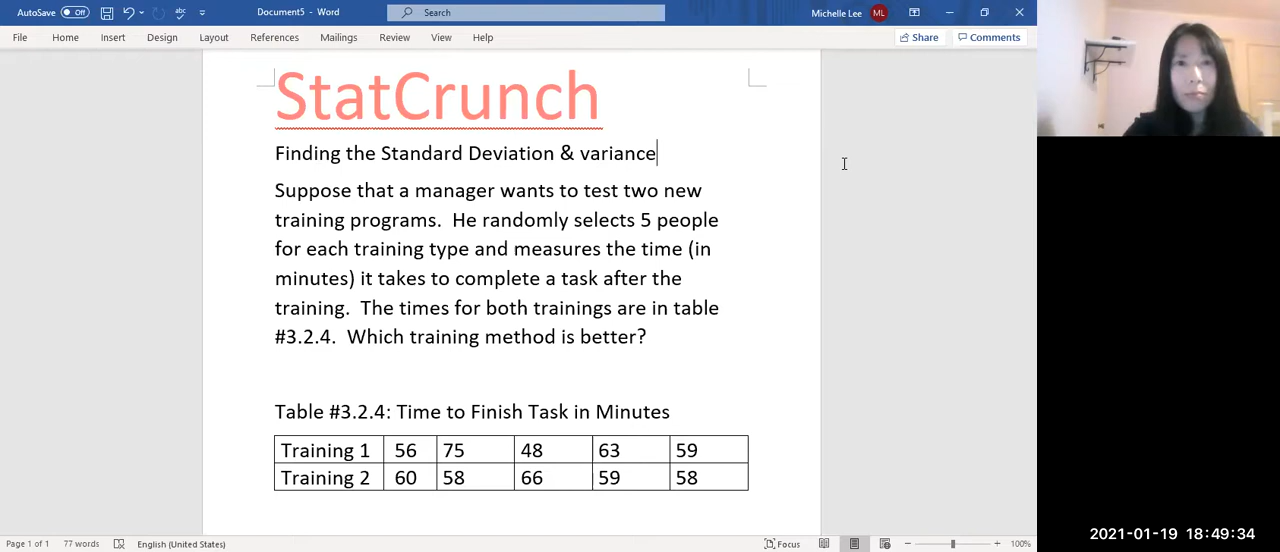 AutoSave Off Document5 - Word Search Michelle Lee ML
File Home Insert Design Layout References Mailings Review View Help Share Comments
StatCrunch
Finding the Standard Deviation & variance
Suppose that a manager wants to test two new
training programs. He randomly selects 5 people
for each training type and measures the time (in
minutes) it takes to complete a task after the
training. The times for both trainings are in table
#3.2.4. Which training method is better?
Table #3.2.4: Time to Finish Task in Minutes
Training 1 56 75 48 63 59
Training 2 60 58 66 59 58
Page 1 of 1 77 words English (United States) Focus 100%
2021-01-19 18:49:34